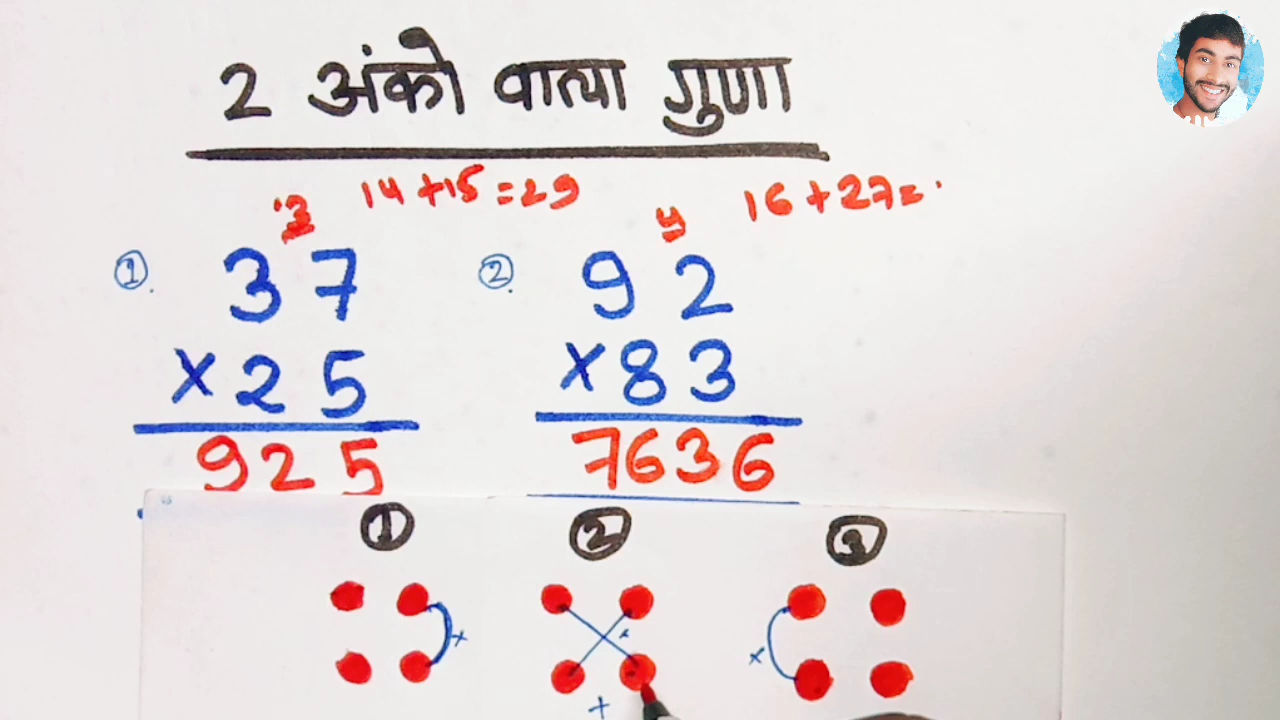 2 अंको वाल्या गुणा
3 14+15=29 4 16+27=
① 37 ② 92
×25 ×83
925 7636
① ② ③
× × ×
+